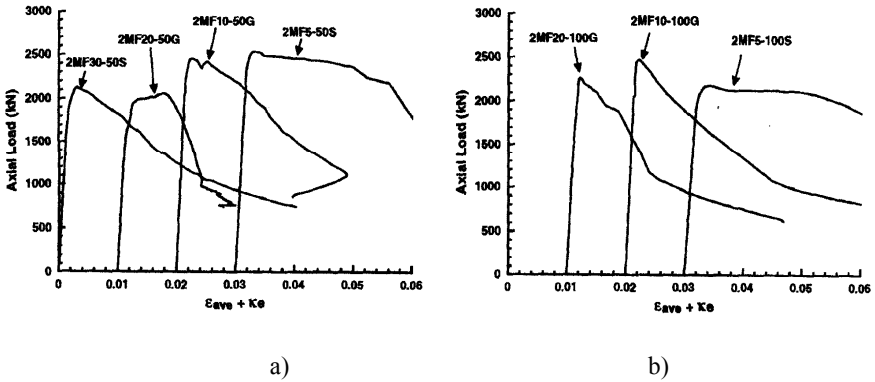 3000
2500
2000
1500
1000
500
0
Axial Load (kN)
2MF30-50S
2MF20-50G
2MF10-50G
2MF5-50S
0 0.01 0.02 0.03 0.04 0.05 0.06
εave + κe
a)
3000
2500
2000
1500
1000
500
0
Axial Load (kN)
2MF20-100G
2MF10-100G
2MF5-100S
0 0.01 0.02 0.03 0.04 0.05 0.06
εave + κe
b)